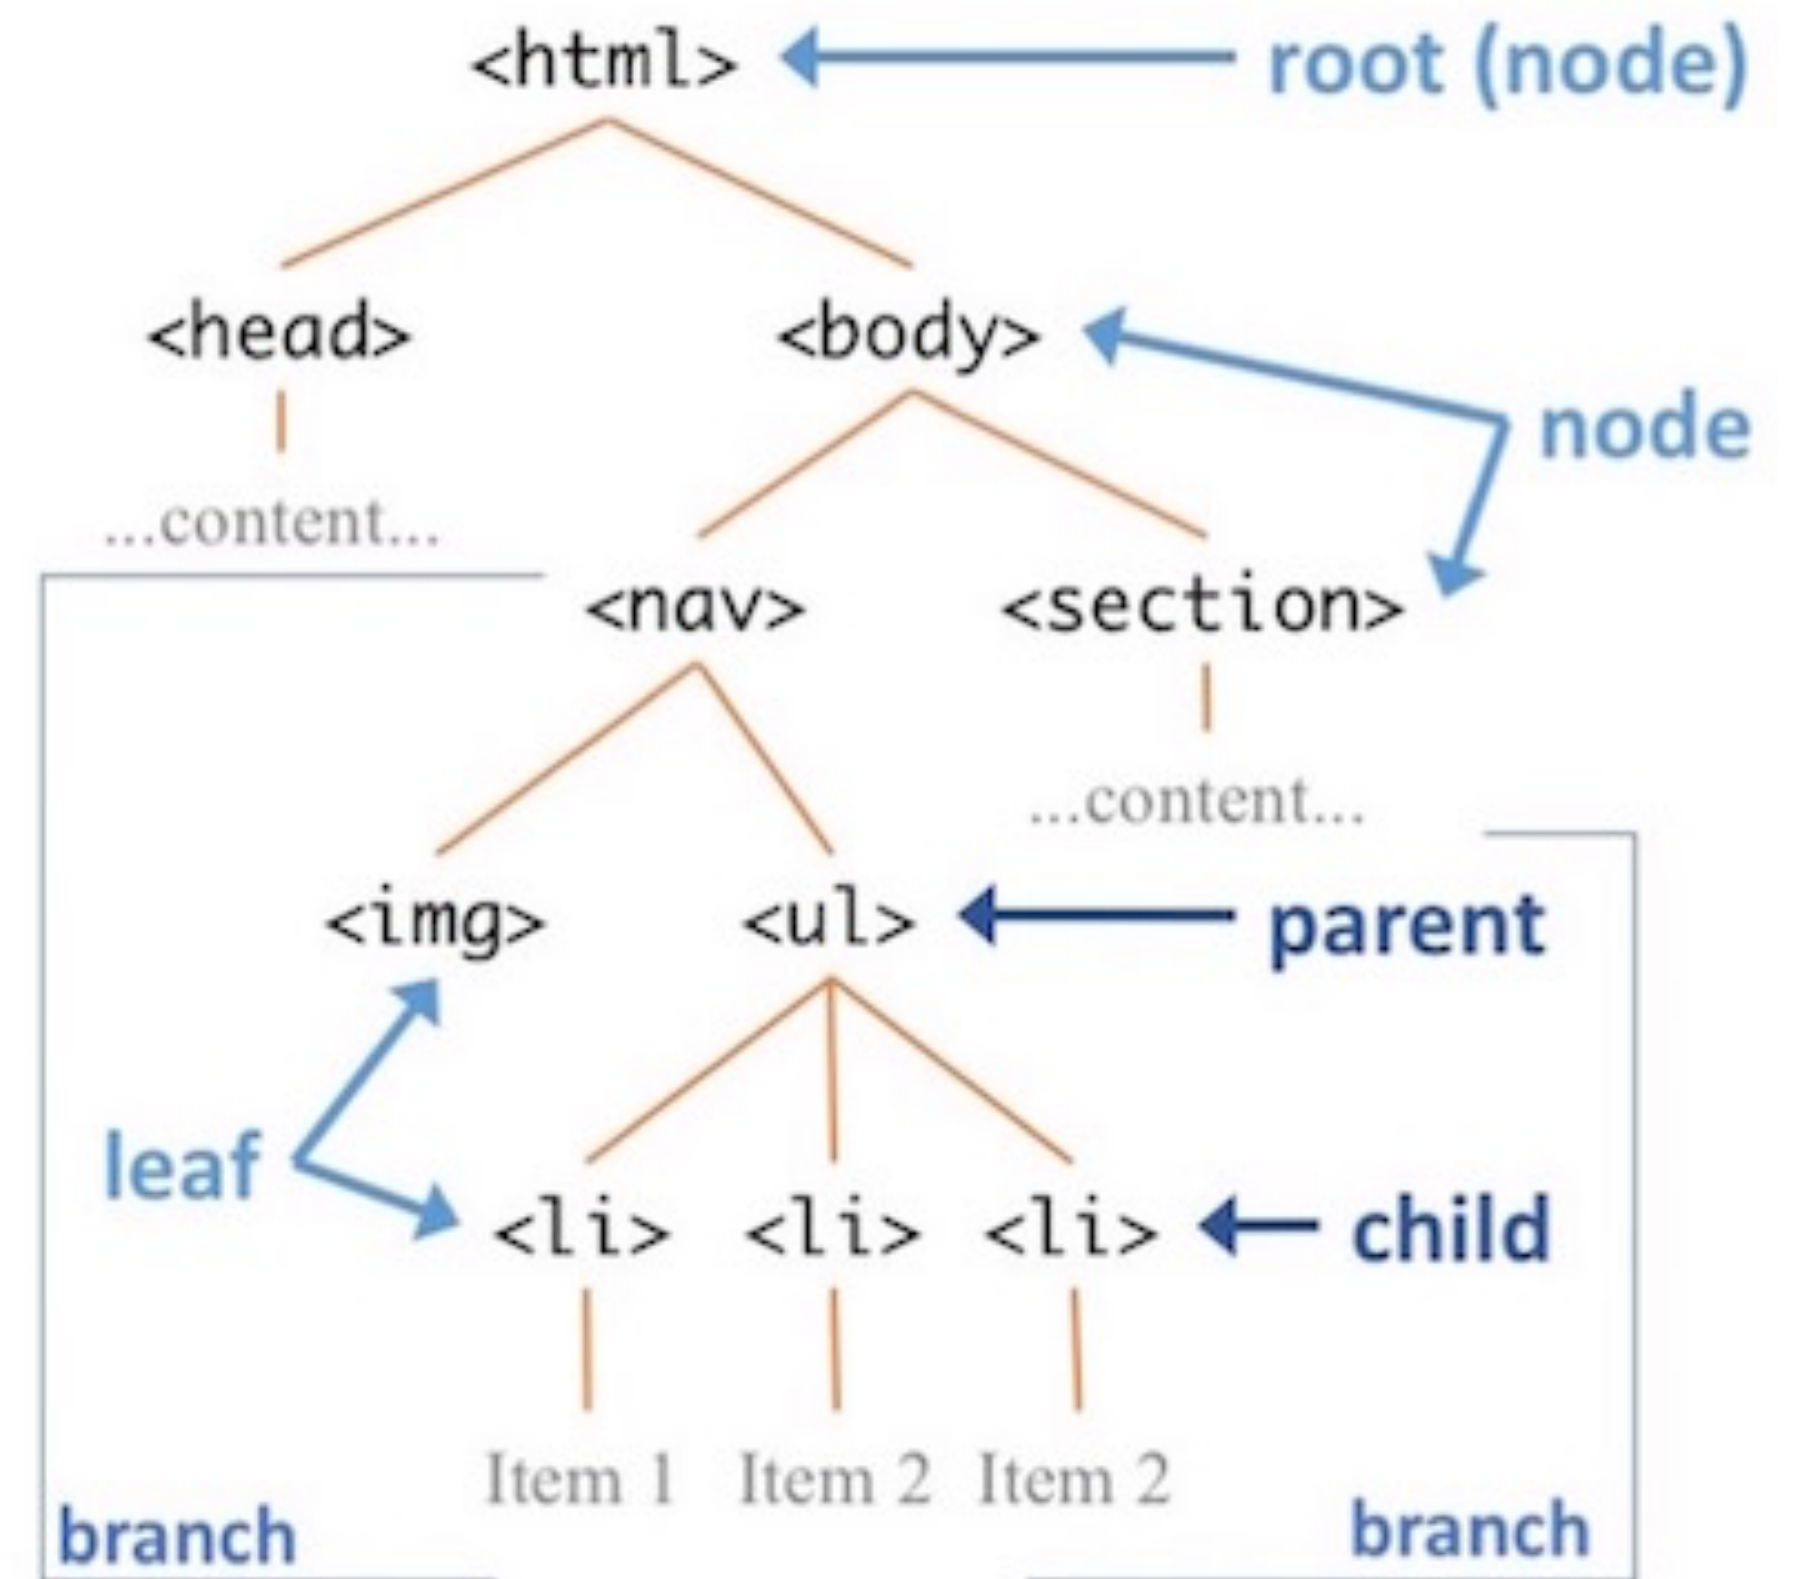 <html> root (node)
<head> <body>
node
...content...
<nav> <section>
...content...
<img> <ul> parent
leaf
<li> <li> <li> child
Item 1 Item 2 Item 2
branch branch